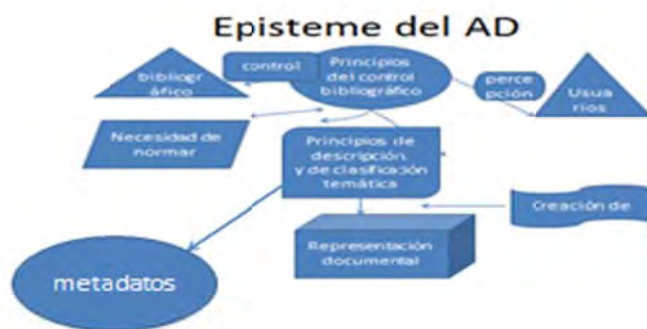 Episteme del AD
bibliogr
áfico
control
Principios
del control
bibliográfico
perce
pción
Usua
rios
Necesidad de
normar
Principios de
descripción
y de clasificación
temática
Creación de
Representación
documental
metadatos